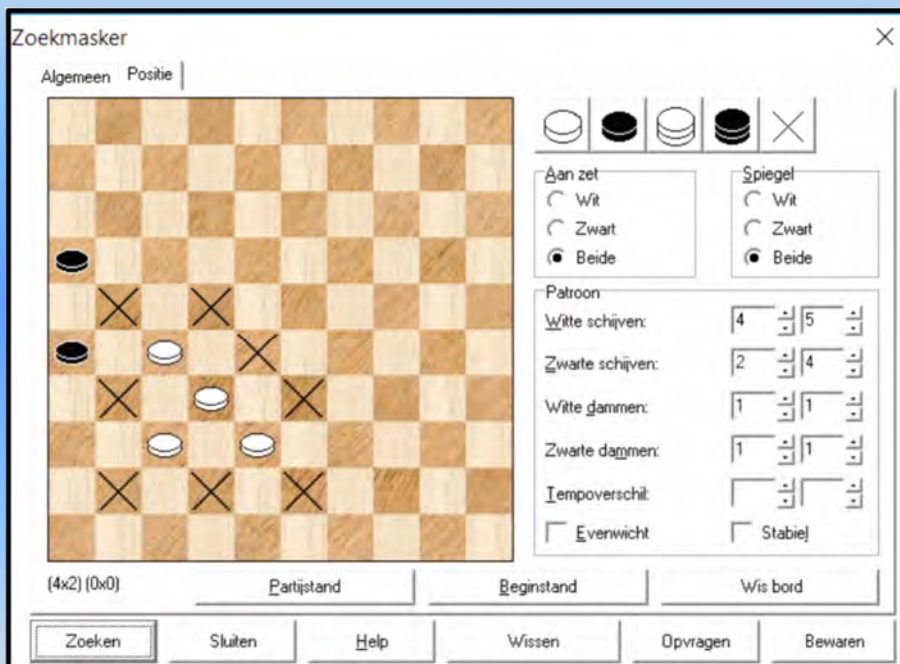 Zoekmasker
Algemeen Positie
Aan zet
Wit
Zwart
Beide
Spiegel
Wit
Zwart
Beide
Patroon
Witte schijven: 4 5
Zwarte schijven: 2 4
Witte dammen: 1 1
Zwarte dammen: 1 1
Tempoverschil:
Evenwicht Stabiel
(4x2) (0x0) Partijstand Beginstand Wis bord
Zoeken Sluiten Help Wissen Opvragen Bewaren